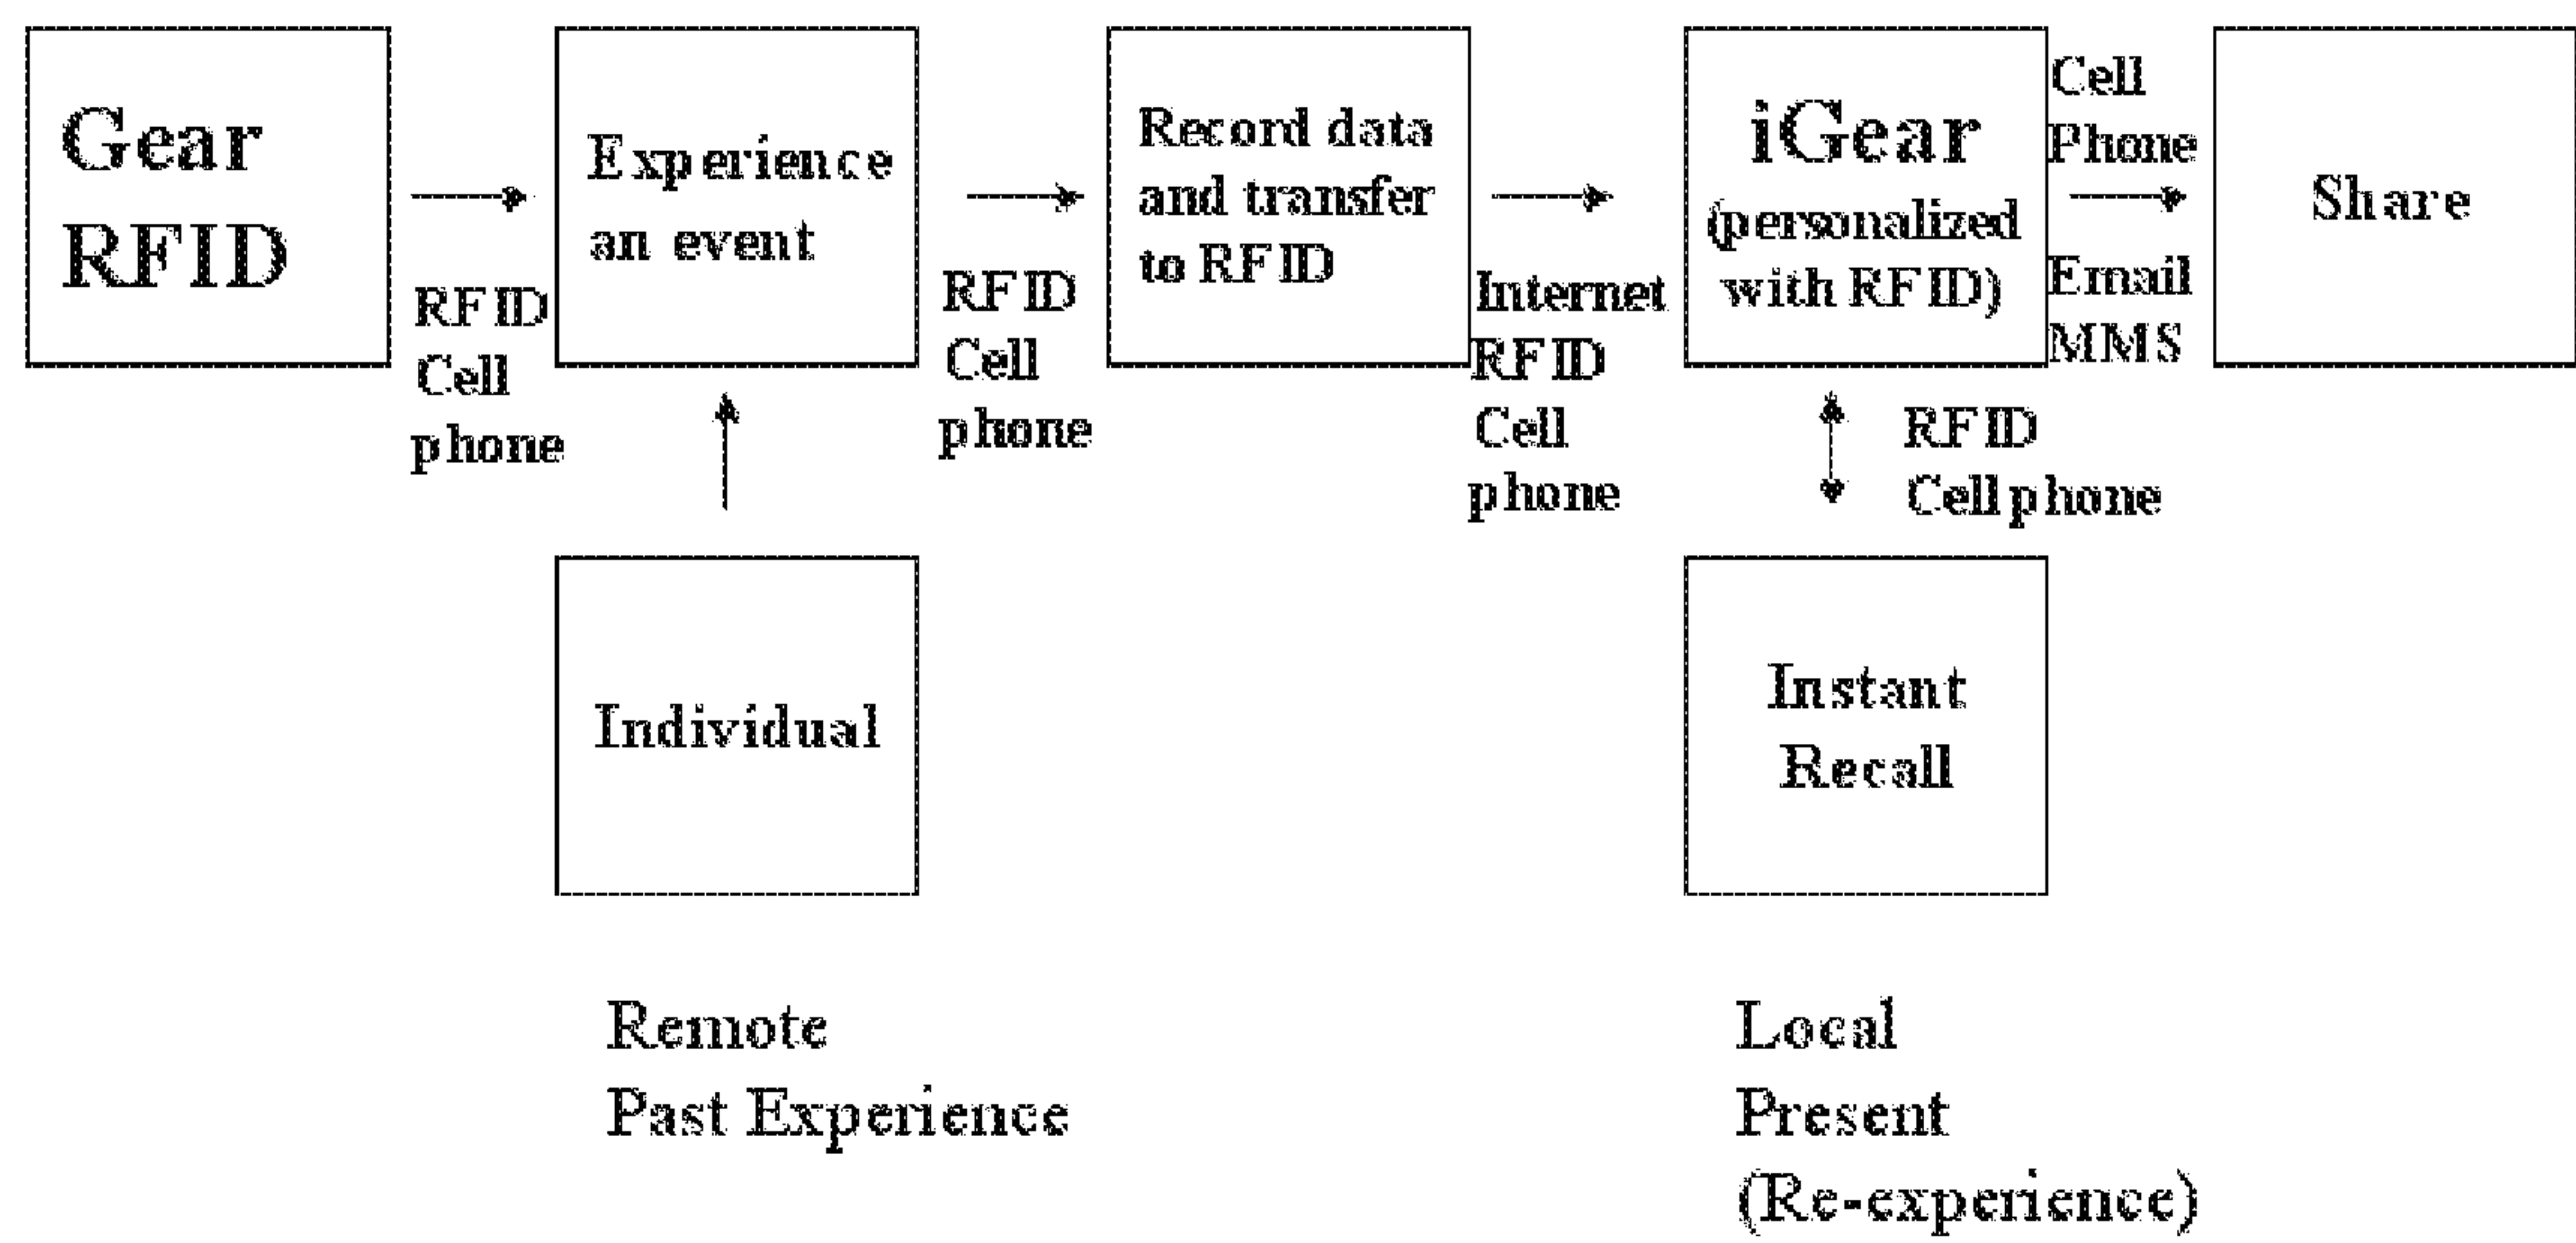 Gear
RFID
RFID
Cell
phone
Experience
an event
RFID
Cell
phone
Record data
and transfer
to RFID
Internet
RFID
Cell
phone
iGear
(personalized
with RFID)
Cell
Phone
Email
MMS
Share
RFID
Cell phone
Individual
Instant
Recall
Remote
Past Experience
Local
Present
(Re-experience)